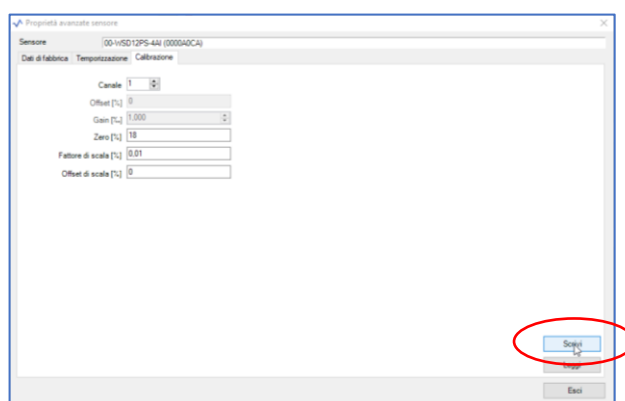 Proprietà avanzate sensore
Sensore 00-WSD12PS-4AI (0000A0CA)
Dati di fabbrica Temporizzazione Calibrazione
Canale 1
Offset [%] 0
Gain [%] 1,000
Zero [%] 18
Fattore di scala [%] 0,01
Offset di scala [%] 0
Scrivi
Leggi
Esci